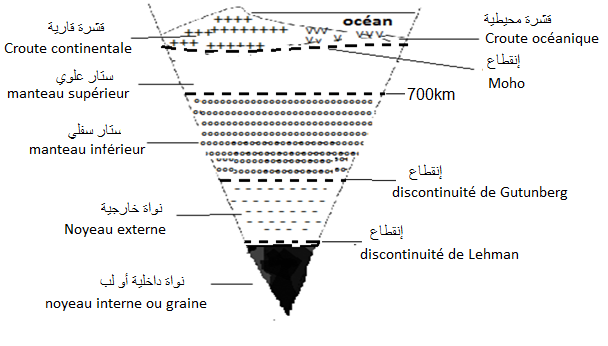 قشرة قارية
Croute continentale
océan
قشرة محيطية
Croute océanique
إنقطاع
Moho
ستار علوي
manteau supérieur
700km
ستار سفلي
manteau inférieur
إنقطاع
discontinuité de Gutunberg
نواة خارجية
Noyeau externe
إنقطاع
discontinuité de Lehman
نواة داخلية أو لب
noyeau interne ou graine